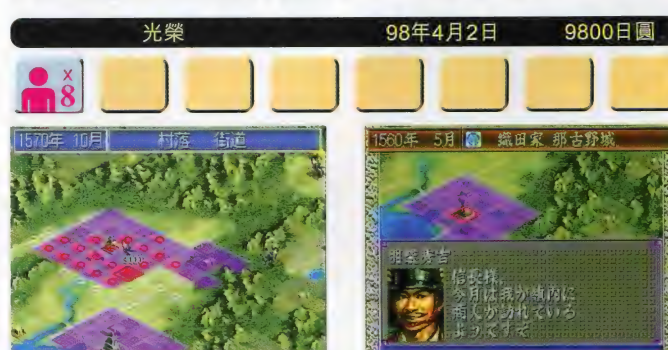 光榮 98年4月2日 9800日圓
x8
1570年 10月 村落 街道
1560年 5月 織田家 那古野城
羽柴秀吉
信長様、
今月は我が領内に
商人が訪れている
ようですぞ